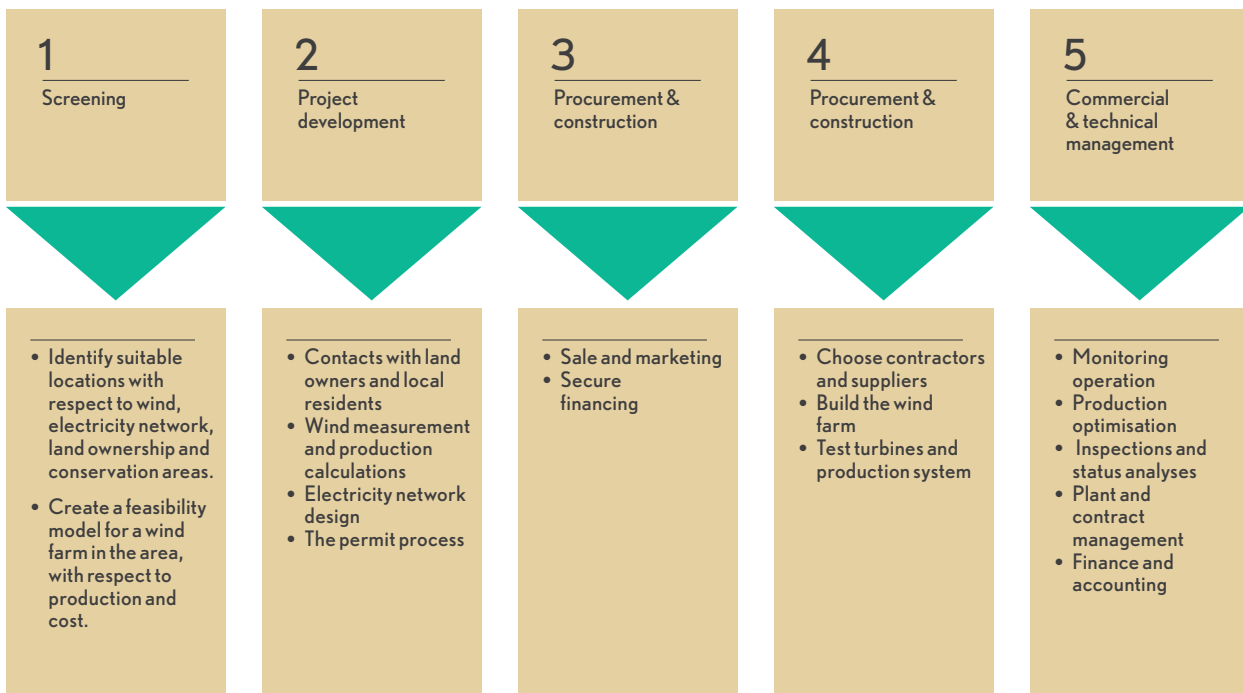 1
Screening
2
Project
development
3
Procurement &
construction
4
Procurement &
construction
5
Commercial
& technical
management
• Identify suitable
locations with
respect to wind,
electricity network,
land ownership and
conservation areas.
• Create a feasibility
model for a wind
farm in the area,
with respect to
production and
cost.
• Contacts with land
owners and local
residents
• Wind measurement
and production
calculations
• Electricity network
design
• The permit process
• Sale and marketing
• Secure
financing
• Choose contractors
and suppliers
• Build the wind
farm
• Test turbines and
production system
• Monitoring
operation
• Production
optimisation
• Inspections and
status analyses
• Plant and
contract
management
• Finance and
accounting